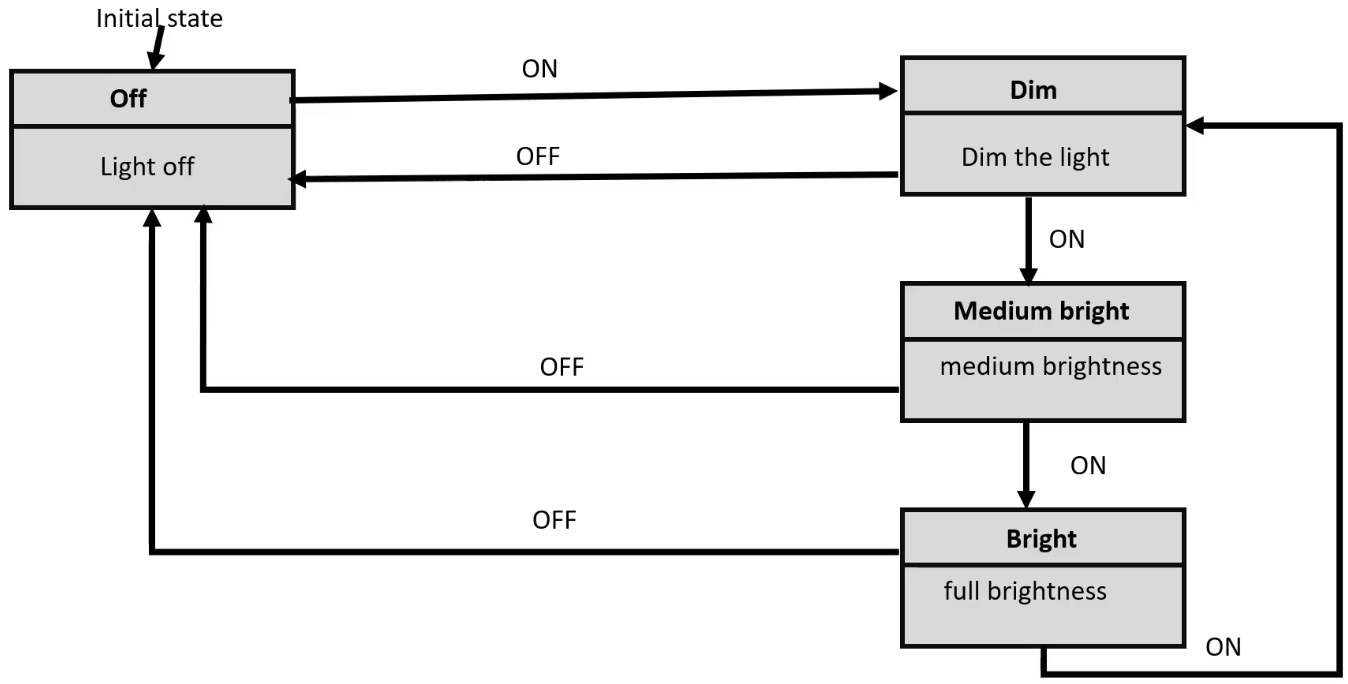 Initial state
Off
Light off
ON
OFF
Dim
Dim the light
ON
Medium bright
medium brightness
OFF
ON
Bright
full brightness
OFF
ON